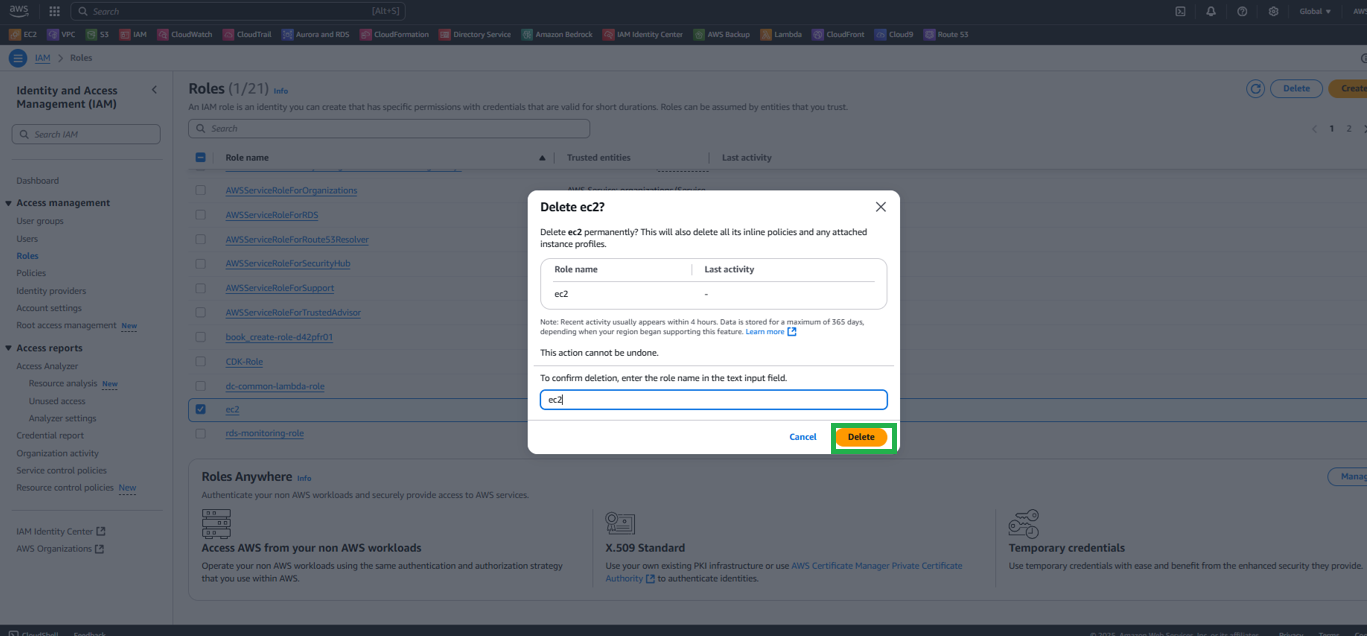 aws
Search [Alt+S]
Global
EC2 VPC S3 IAM CloudWatch CloudTrail Aurora and RDS CloudFormation Directory Service Amazon Bedrock IAM Identity Center AWS Backup Lambda CloudFront Cloud9 Route 53
IAM > Roles
Identity and Access
Management (IAM)
Search IAM
Dashboard
Access management
User groups
Users
Roles
Policies
Identity providers
Account settings
Root access management New
Access reports
Access Analyzer
Resource analysis New
Unused access
Analyzer settings
Credential report
Organization activity
Service control policies
Resource control policies New
IAM Identity Center
AWS Organizations
Roles (1/21) Info
Delete
An IAM role is an identity you can create that has specific permissions with credentials that are valid for short durations. Roles can be assumed by entities that you trust.
Search
1 2
Role name Trusted entities Last activity
AWSServiceRoleForOrganizations
AWSServiceRoleForRDS
AWSServiceRoleForRoute53Resolver
AWSServiceRoleForSecurityHub
AWSServiceRoleForSupport
AWSServiceRoleForTrustedAdvisor
book_create-role-d42pfr01
CDK-Role
dc-common-lambda-role
ec2
rds-monitoring-role
Delete ec2?
Delete ec2 permanently? This will also delete all its inline policies and any attached
instance profiles.
Role name Last activity
ec2 -
Note: Recent activity usually appears within 4 hours. Data is stored for a maximum of 365 days,
depending when your region began supporting this feature. Learn more
This action cannot be undone.
To confirm deletion, enter the role name in the text input field.
ec2
Cancel Delete
Roles Anywhere Info
Authenticate your non AWS workloads and securely provide access to AWS services.
Access AWS from your non AWS workloads
Operate your non AWS workloads using the same authentication and authorization strategy
that you use within AWS.
X.509 Standard
Use your own existing PKI infrastructure or use AWS Certificate Manager Private Certificate
Authority to authenticate identities.
Temporary credentials
Use temporary credentials with ease and benefit from the enhanced security they provide.